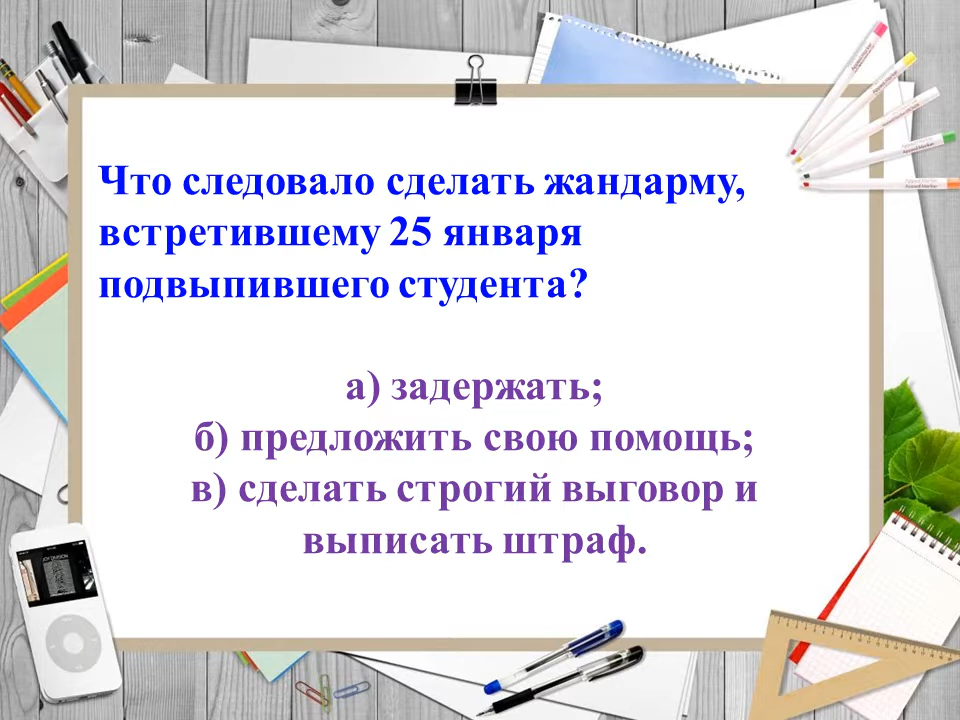 Что следовало сделать жандарму,
встретившему 25 января
подвыпившего студента?
а) задержать;
б) предложить свою помощь;
в) сделать строгий выговор и
выписать штраф.